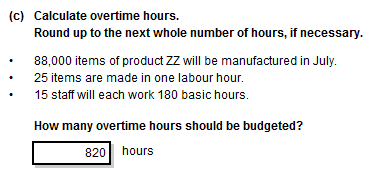 (c) Calculate overtime hours.
Round up to the next whole number of hours, if necessary.
• 88,000 items of product ZZ will be manufactured in July.
• 25 items are made in one labour hour.
• 15 staff will each work 180 basic hours.
How many overtime hours should be budgeted?
820 hours